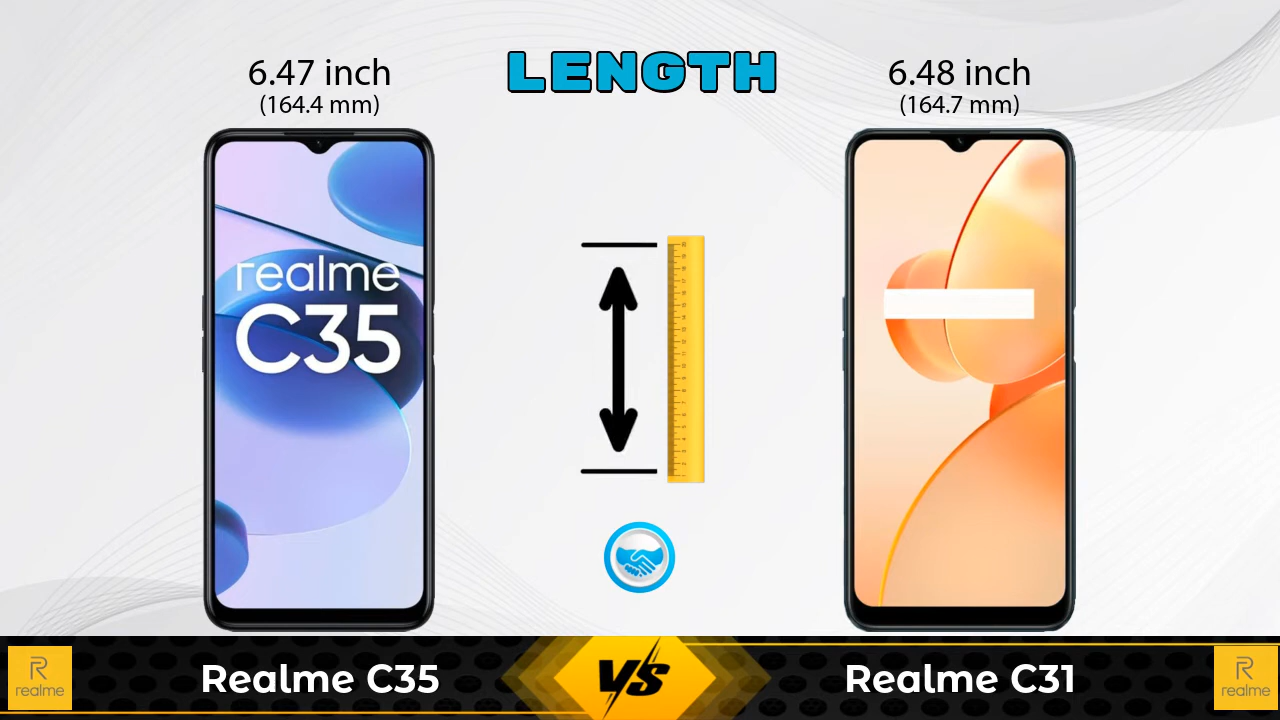 LENGTH
6.47 inch
(164.4 mm)
6.48 inch
(164.7 mm)
realme
C35
R
realme
Realme C35
VS
Realme C31
R
realme